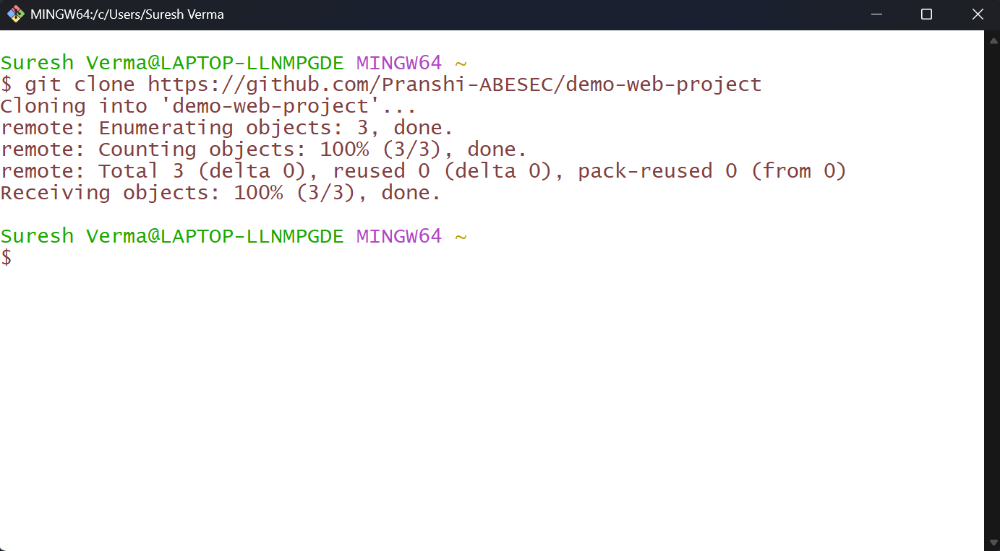 MINGW64:/c/Users/Suresh Verma
Suresh Verma@LAPTOP-LLNMPGDE MINGW64 ~
$ git clone https://github.com/Pranshi-ABESEC/demo-web-project
Cloning into 'demo-web-project'...
remote: Enumerating objects: 3, done.
remote: Counting objects: 100% (3/3), done.
remote: Total 3 (delta 0), reused 0 (delta 0), pack-reused 0 (from 0)
Receiving objects: 100% (3/3), done.
Suresh Verma@LAPTOP-LLNMPGDE MINGW64 ~
$